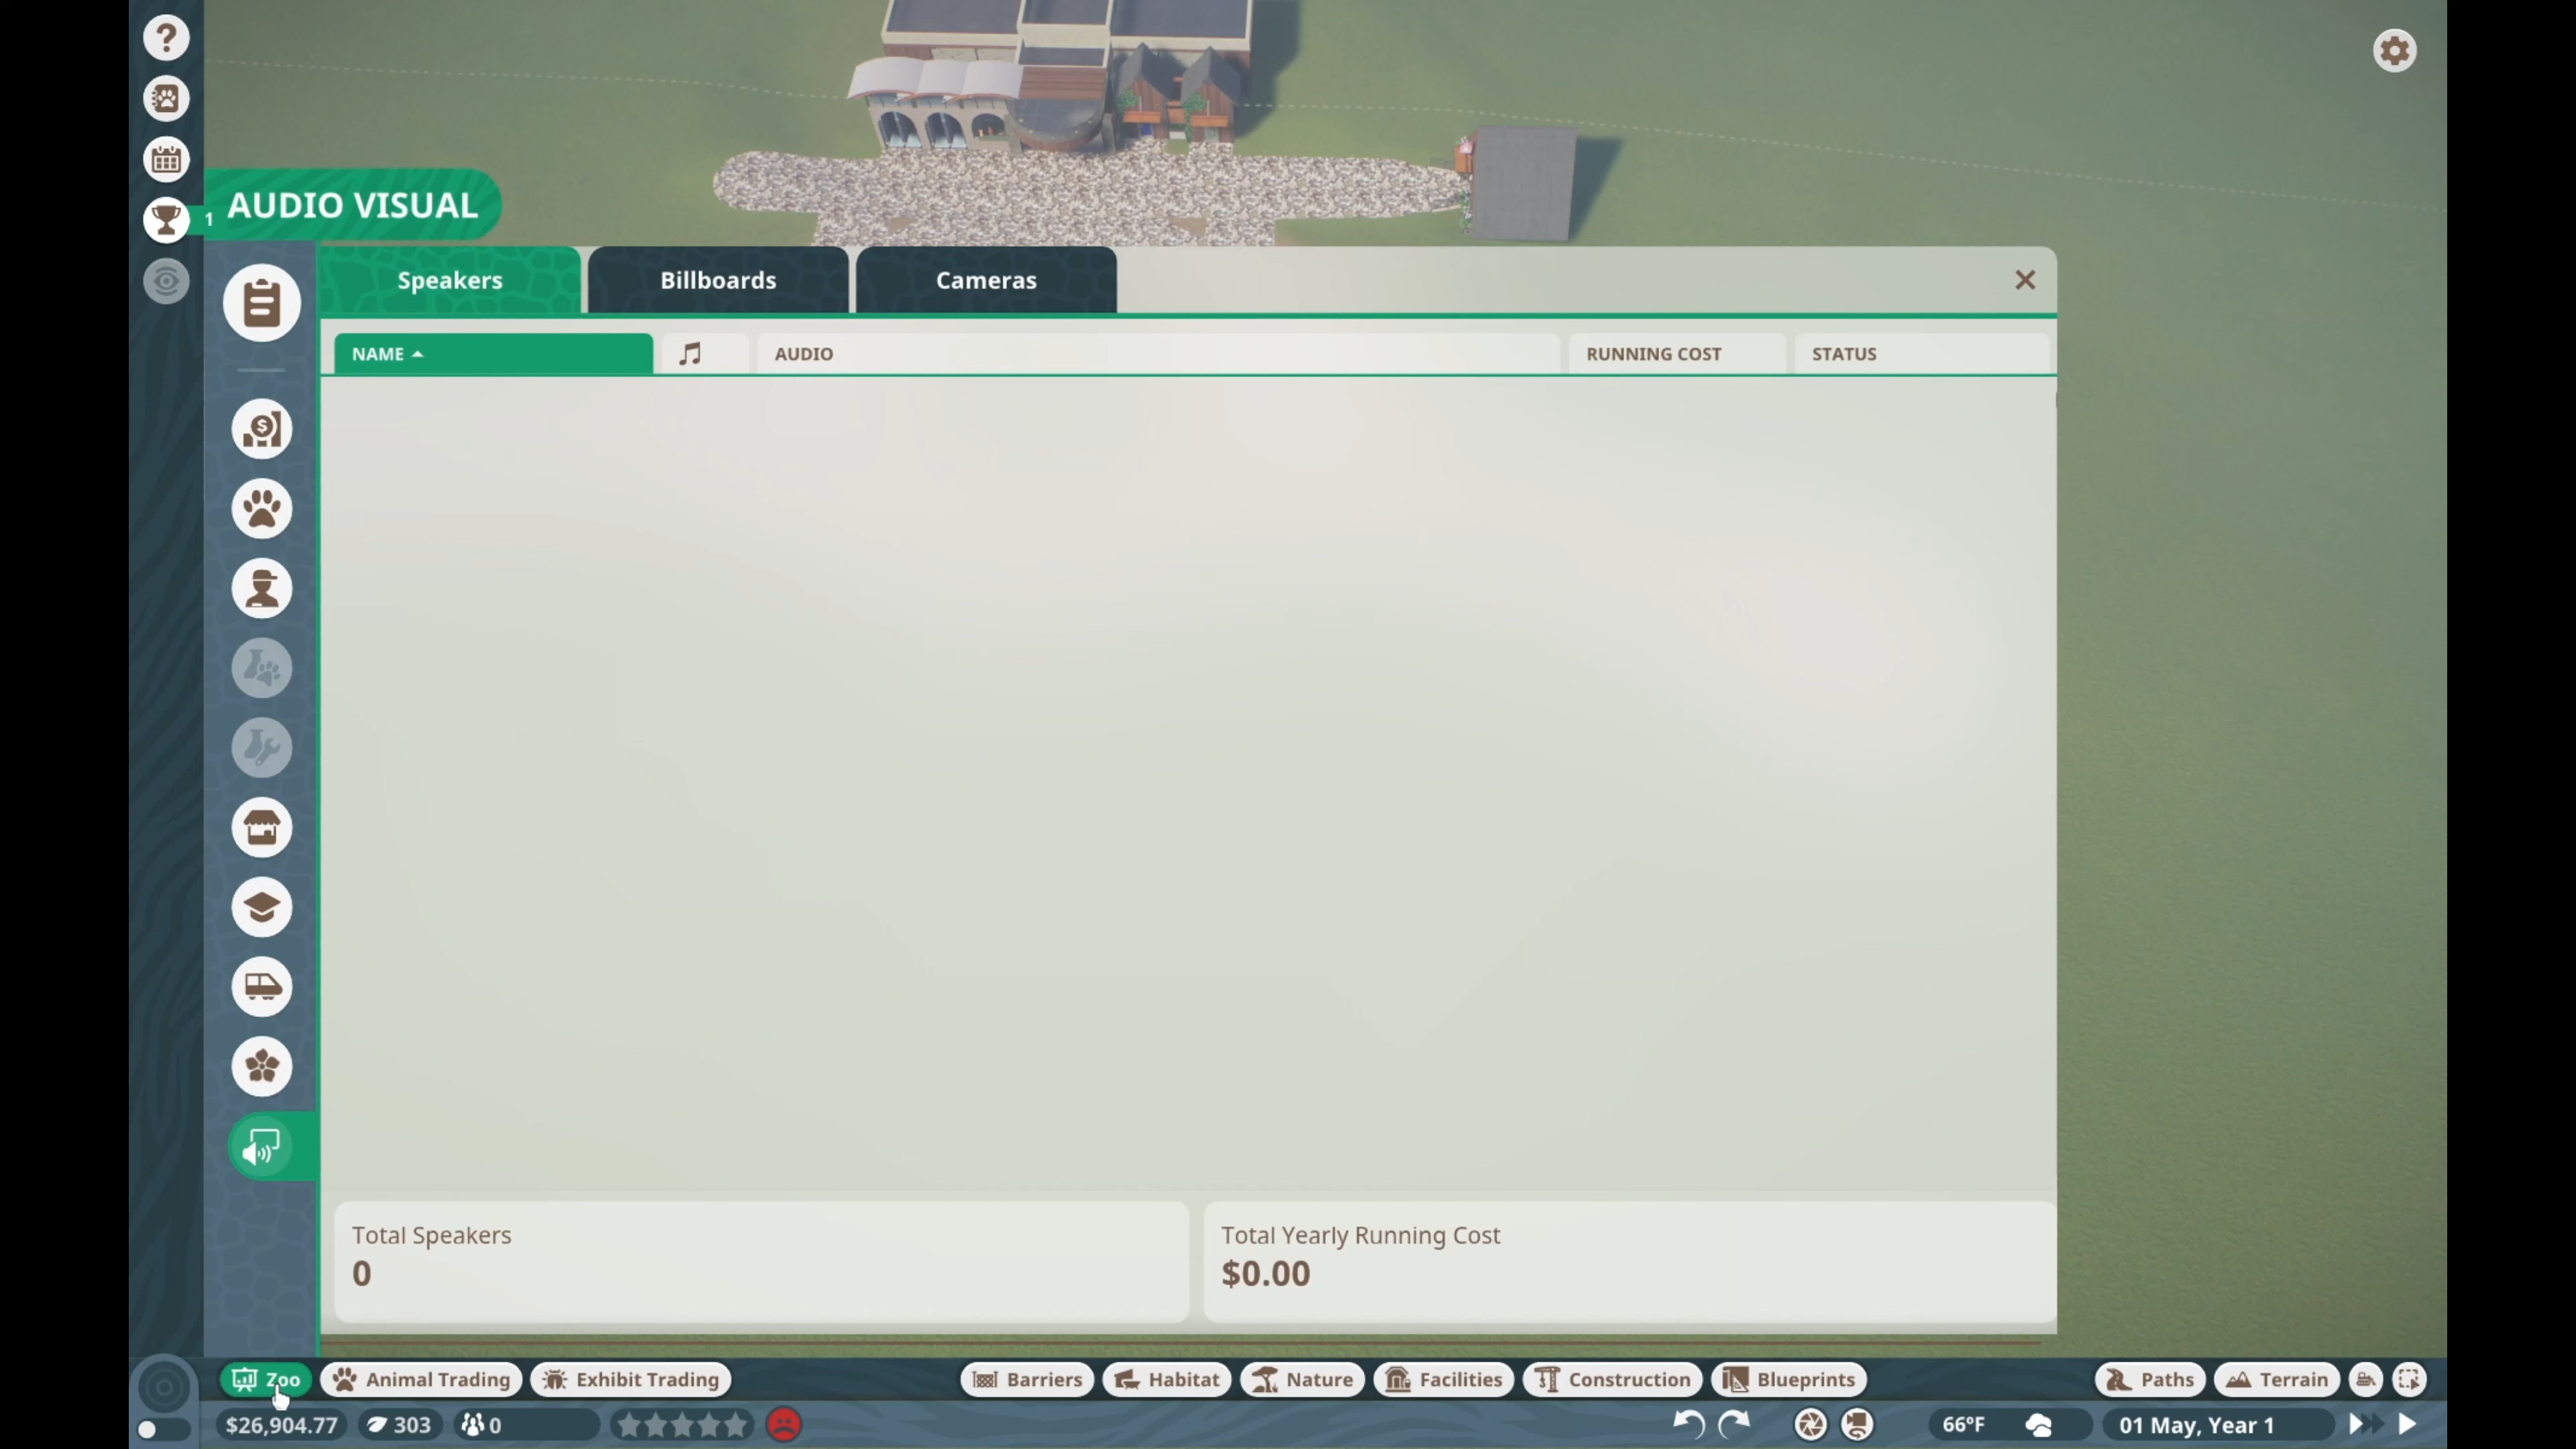 1
AUDIO VISUAL
Speakers
Billboards
Cameras
NAME
AUDIO
RUNNING COST
STATUS
Total Speakers
0
Total Yearly Running Cost
$0.00
Zoo
Animal Trading
Exhibit Trading
Barriers
Habitat
Nature
Facilities
Construction
Blueprints
Paths
Terrain
$26,904.77
303
0
66°F
01 May, Year 1